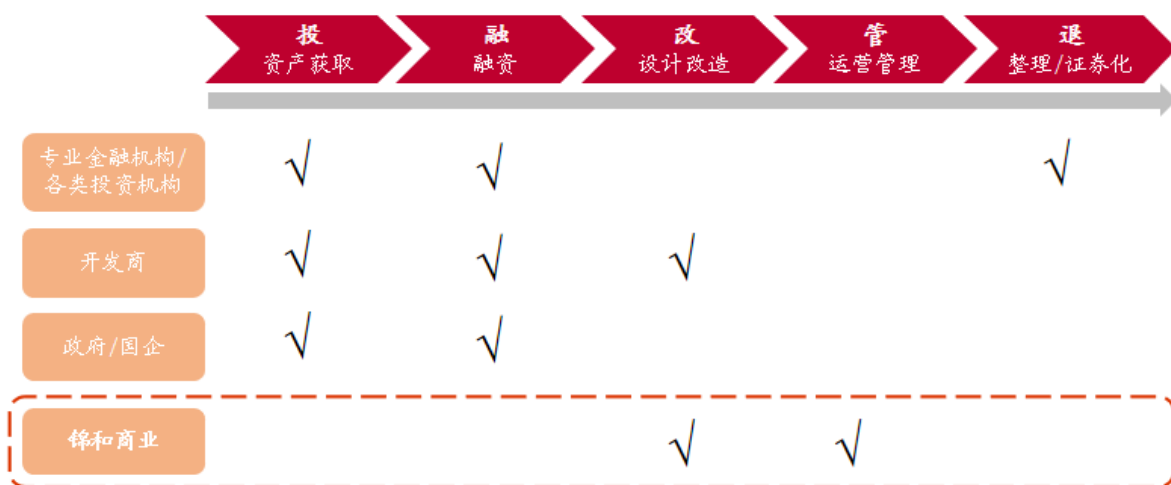 投
资产获取
融
融资
改
设计改造
管
运营管理
退
整理/证券化
专业金融机构/
各类投资机构
√ √ √
开发商
√ √ √
政府/国企
√ √
锦和商业
√ √